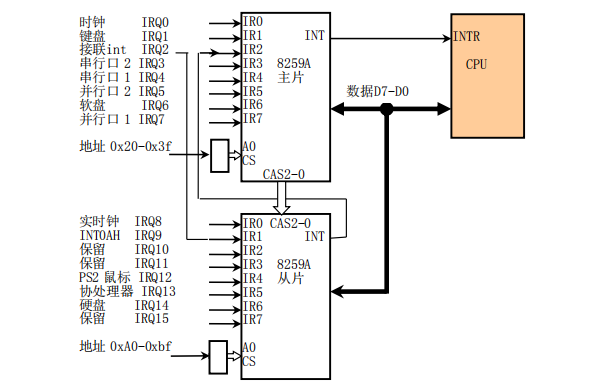 时钟 IRQ0 IR0
键盘 IRQ1 IR1 INT INTR
接联int IRQ2 IR2
串行口 2 IRQ3 IR3 8259A CPU
串行口 1 IRQ4 IR4 主片
并行口 2 IRQ5 IR5 数据D7-D0
软盘 IRQ6 IR6
并行口 1 IRQ7 IR7
地址 0x20-0x3f A0
CS
CAS2-0
实时钟 IRQ8 IR0 CAS2-0
INT0AH IRQ9 IR1 INT
保留 IRQ10 IR2
保留 IRQ11 IR3 8259A
PS2 鼠标 IRQ12 IR4 从片
协处理器 IRQ13 IR5
硬盘 IRQ14 IR6
保留 IRQ15 IR7
地址 0xA0-0xbf A0
CS